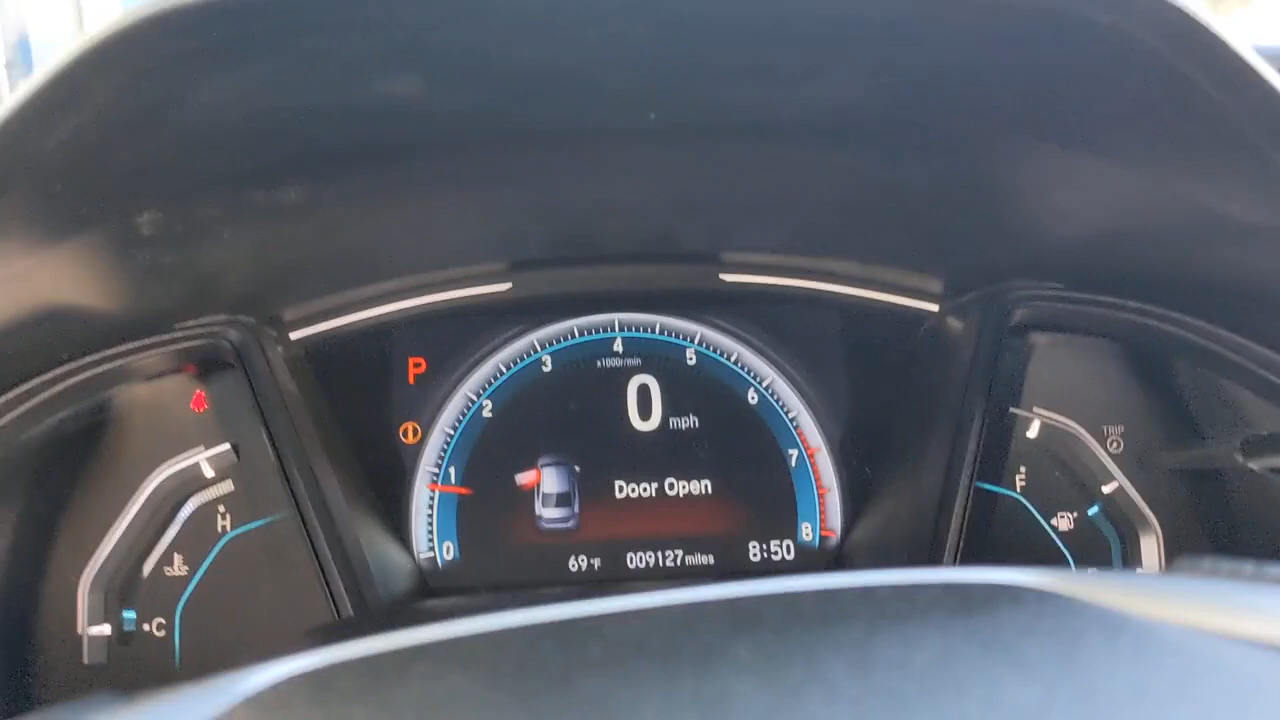 P
0
1
2
3
4
5
6
7
8
x1000r/min
0 mph
Door Open
69°F 009127 miles 8:50
H
C
TRIP
F